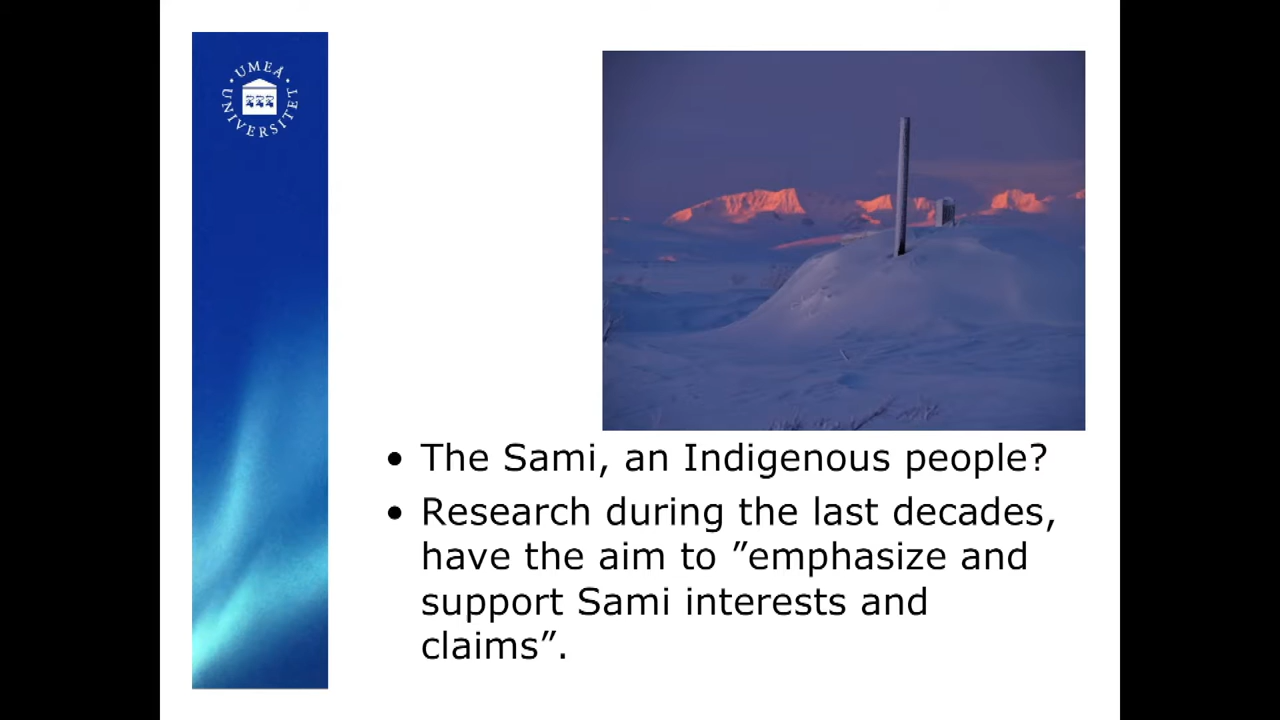 UMEÅ UNIVERSITET
• The Sami, an Indigenous people?
• Research during the last decades,
have the aim to ”emphasize and
support Sami interests and
claims”.